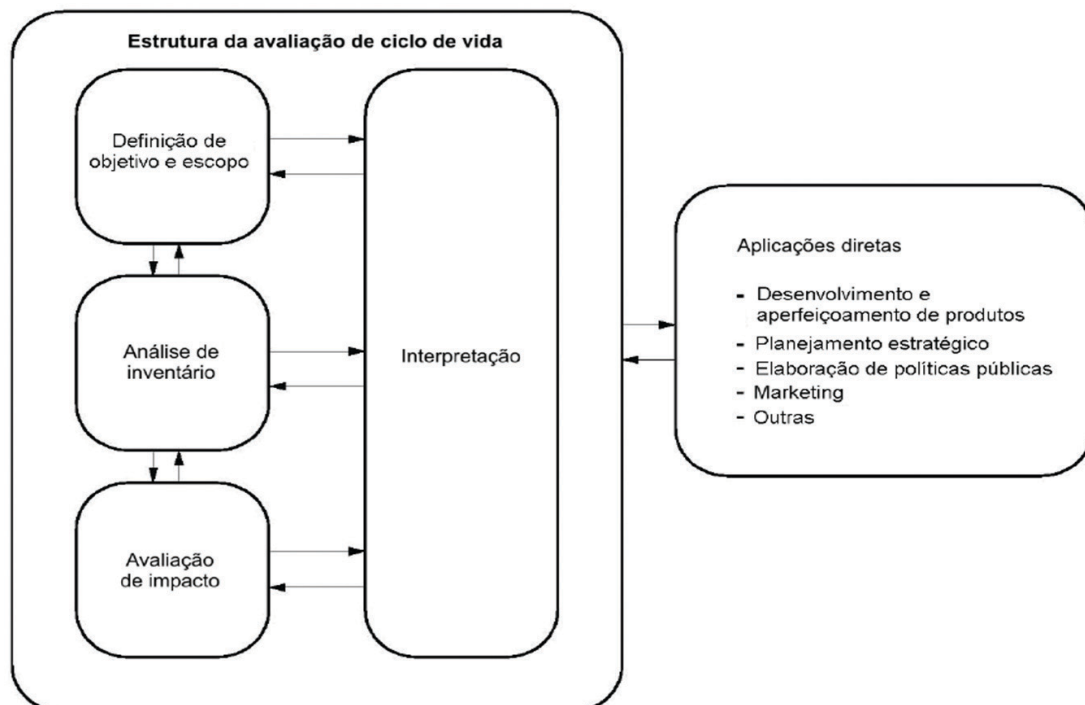 Estrutura da avaliação de ciclo de vida
Definição de
objetivo e escopo
Análise de
inventário
Avaliação
de impacto
Interpretação
Aplicações diretas
- Desenvolvimento e
aperfeiçoamento de produtos
- Planejamento estratégico
- Elaboração de políticas públicas
- Marketing
- Outras